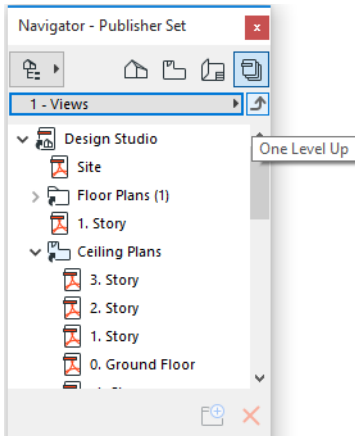 Navigator - Publisher Set
1 - Views
One Level Up
Design Studio
Site
Floor Plans (1)
1. Story
Ceiling Plans
3. Story
2. Story
1. Story
0. Ground Floor